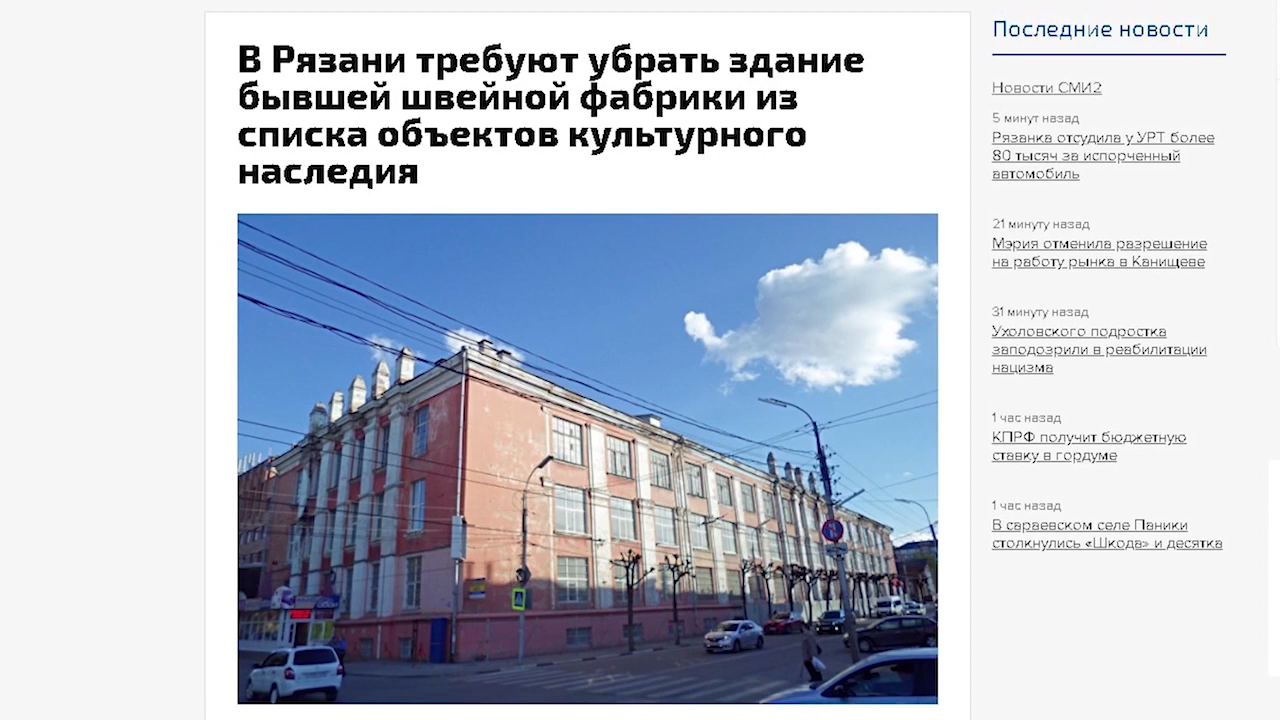 В Рязани требуют убрать здание
бывшей швейной фабрики из
списка объектов культурного
наследия
Последние новости
Новости СМИ2
5 минут назад
Рязанка отсудила у УРТ более
80 тысяч за испорченный
автомобиль
21 минуту назад
Мэрия отменила разрешение
на работу рынка в Канищеве
31 минуту назад
Ухоловского подростка
заподозрили в реабилитации
нацизма
1 час назад
КПРФ получит бюджетную
ставку в гордуме
1 час назад
В сараевском селе Паники
столкнулись «Шкода» и десятка